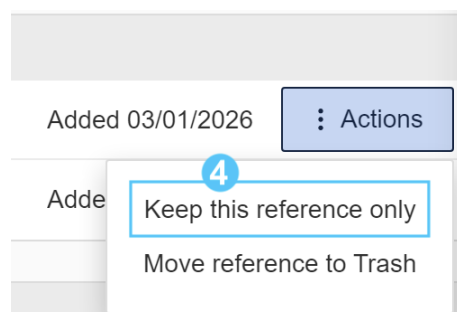 Added 03/01/2026
⋮ Actions
4
Adde
Keep this reference only
Move reference to Trash